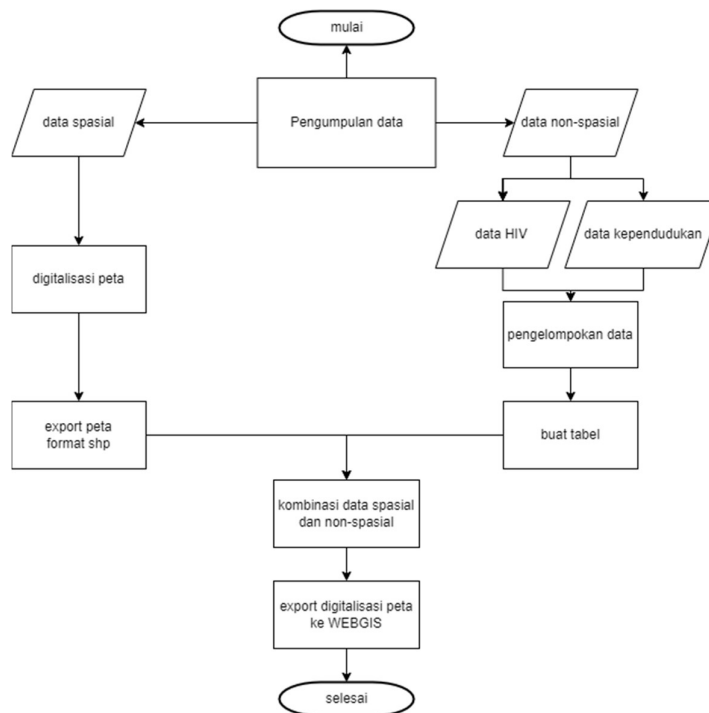 mulai
data spasial
Pengumpulan data
data non-spasial
data HIV
data kependudukan
digitalisasi peta
pengelompokan data
export peta
format shp
buat tabel
kombinasi data spasial
dan non-spasial
export digitalisasi peta
ke WEBGIS
selesai